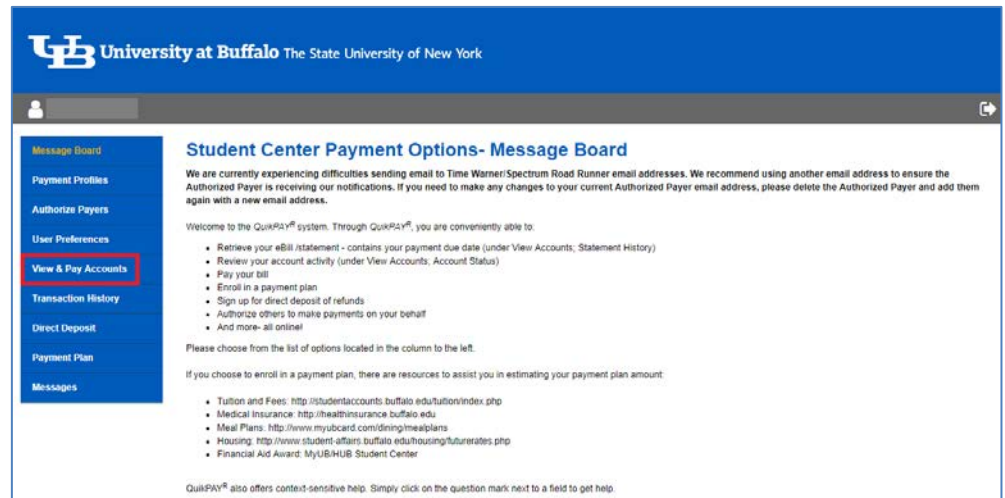 UB University at Buffalo The State University of New York
Message Board
Payment Profiles
Authorize Payers
User Preferences
View & Pay Accounts
Transaction History
Direct Deposit
Payment Plan
Messages
Student Center Payment Options- Message Board
We are currently experiencing difficulties sending email to Time Warner/Spectrum Road Runner email addresses. We recommend using another email address to ensure the
Authorized Payer is receiving our notifications. If you need to make any changes to your current Authorized Payer email address, please delete the Authorized Payer and add them
again with a new email address.
Welcome to the QuikPAY® system. Through QuikPAY®, you are conveniently able to:
• Retrieve your eBill /statement - contains your payment due date (under View Accounts; Statement History)
• Review your account activity (under View Accounts; Account Status)
• Pay your bill
• Enroll in a payment plan
• Sign up for direct deposit of refunds
• Authorize others to make payments on your behalf
• And more- all online!
Please choose from the list of options located in the column to the left.
If you choose to enroll in a payment plan, there are resources to assist you in estimating your payment plan amount:
• Tuition and Fees: http://studentaccounts.buffalo.edu/tuition/index.php
• Medical Insurance: http://healthinsurance.buffalo.edu
• Meal Plans: http://www.myubcard.com/dining/mealplans
• Housing: http://www.student-affairs.buffalo.edu/housing/futurerates.php
• Financial Aid Award: MyUB/HUB Student Center
QuikPAY® also offers context-sensitive help. Simply click on the question mark next to a field to get help.